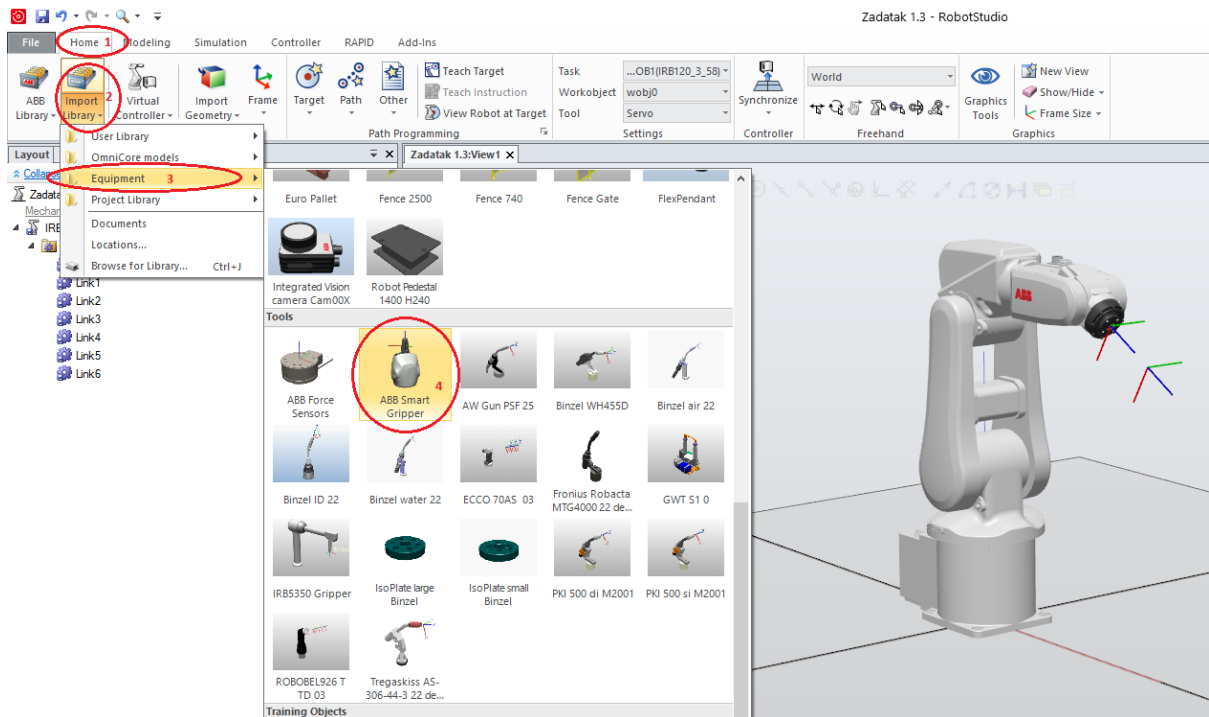 Zadatak 1.3 - RobotStudio
File Home 1 Modeling Simulation Controller RAPID Add-Ins
ABB Library
Import Library 2
Virtual Controller
Import Geometry
Frame
Target
Path
Other
Teach Target
Teach Instruction
View Robot at Target
Path Programming
Task ...OB1(IRB120_3_58)
Workobject wobj0
Tool Servo
Settings
Synchronize
Controller
World
Freehand
Graphics Tools
New View
Show/Hide
Frame Size
Graphics
User Library
OmniCore models
Equipment 3
Project Library
Documents
Locations...
Browse for Library... Ctrl+J
Layout
Zadatak 1.3:View1 X
Link1
Link2
Link3
Link4
Link5
Link6
Euro Pallet
Fence 2500
Fence 740
Fence Gate
FlexPendant
Integrated Vision
camera Cam00X
Robot Pedestal
1400 H240
Tools
ABB Force
Sensors
ABB Smart
Gripper
4
AW Gun PSF 25
Binzel WH455D
Binzel air 22
Binzel ID 22
Binzel water 22
ECCO 70AS 03
Fronius Robacta
MTG4000 22 de...
GWT S1 0
IRB5350 Gripper
IsoPlate large
Binzel
IsoPlate small
Binzel
PKI 500 di M2001
PKI 500 si M2001
ROBOBEL926 T
TD 03
Tregaskiss AS-
306-44-3 22 de...
Training Objects
ABB